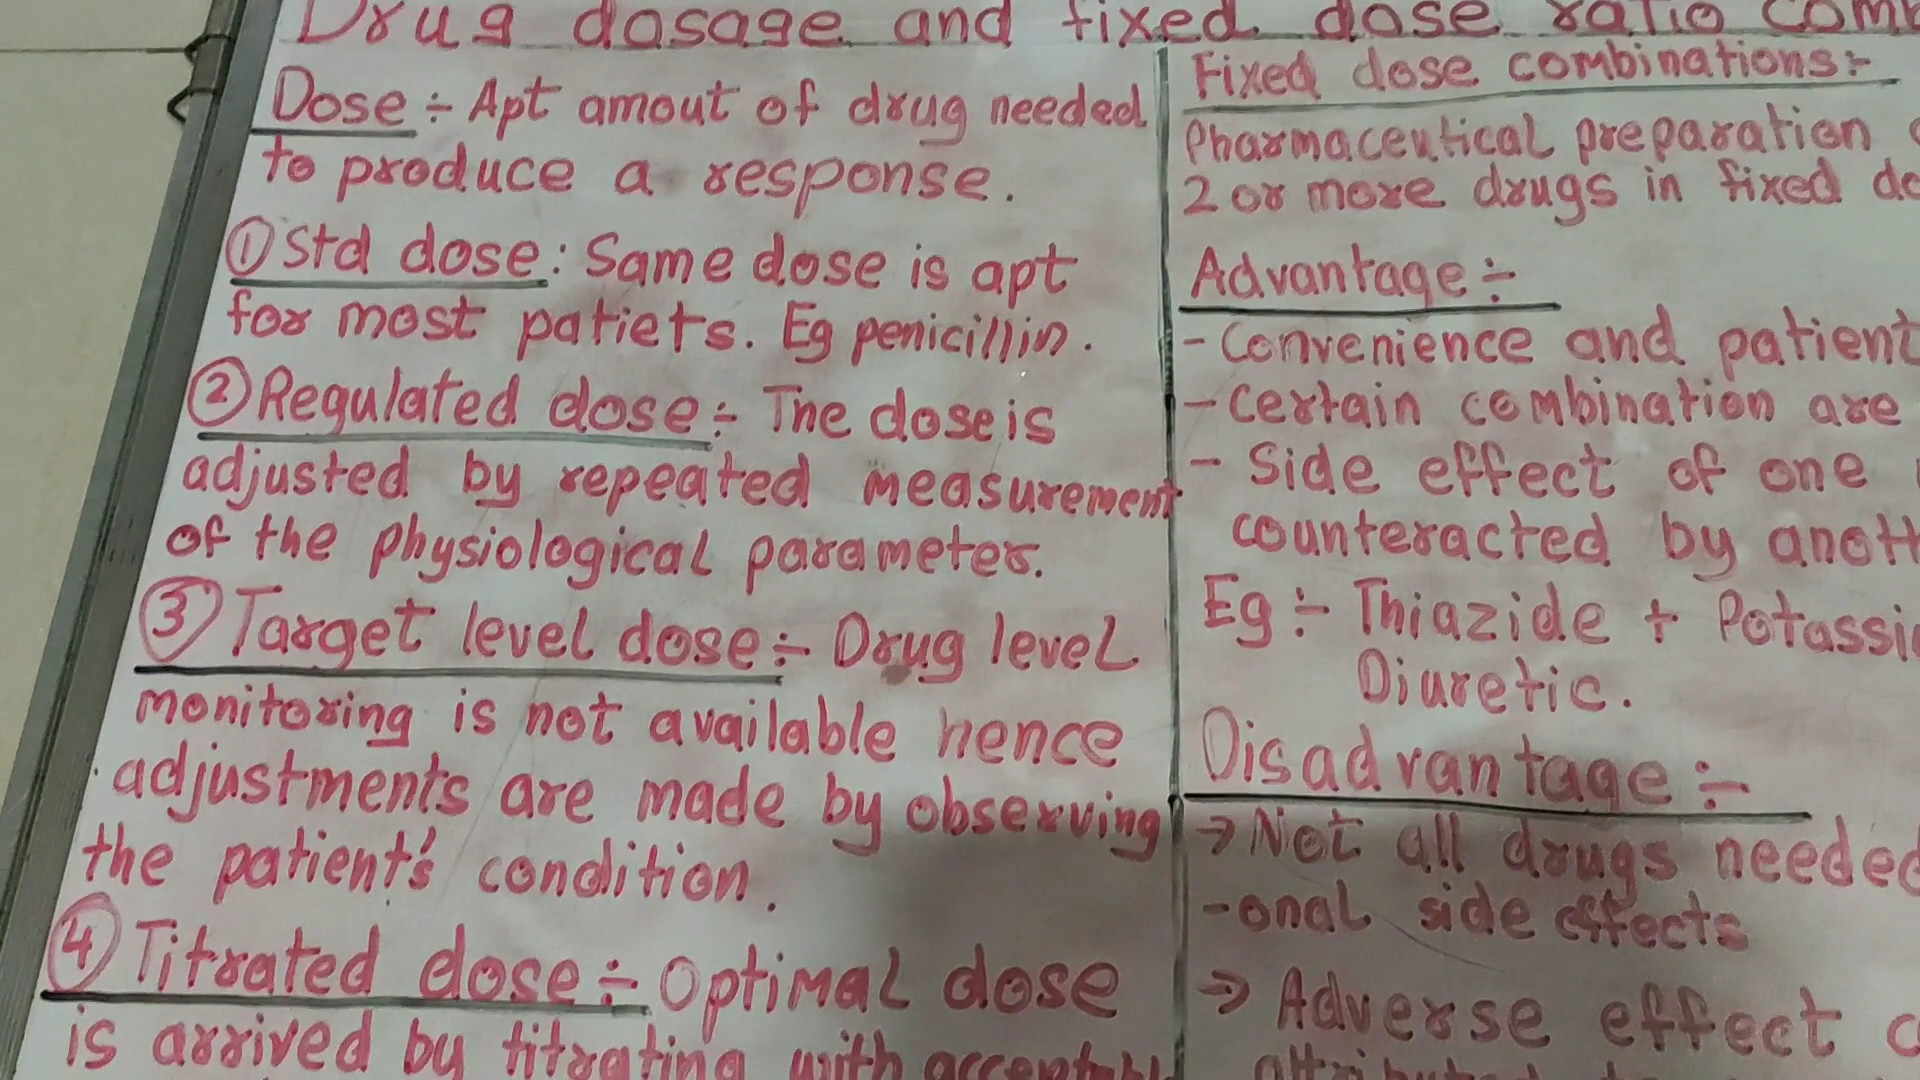 Drug dosage and fixed dose ratio com
Dose ÷ Apt amout of drug needed
to produce a response.
① Std dose: Same dose is apt
for most patiets. Eg penicillin.
② Regulated dose ÷ The dose is
adjusted by repeated measurement
of the physiological parameter.
③ Target level dose ÷ Drug level
monitoring is not available hence
adjustments are made by observing
the patient's condition.
④ Titrated dose ÷ Optimal dose
is arrived by titrating with
Fixed dose combinations:-
Pharmaceutical preparation
2 or more drugs in fixed do
Advantage ÷
- Convenience and patient
- certain combination are
- Side effect of one
counteracted by anoth
Eg ÷ Thiazide + Potassi
Diuretic.
Disadvantage ÷
→ Not all drugs needed
-onal side effects
→ Adverse effect